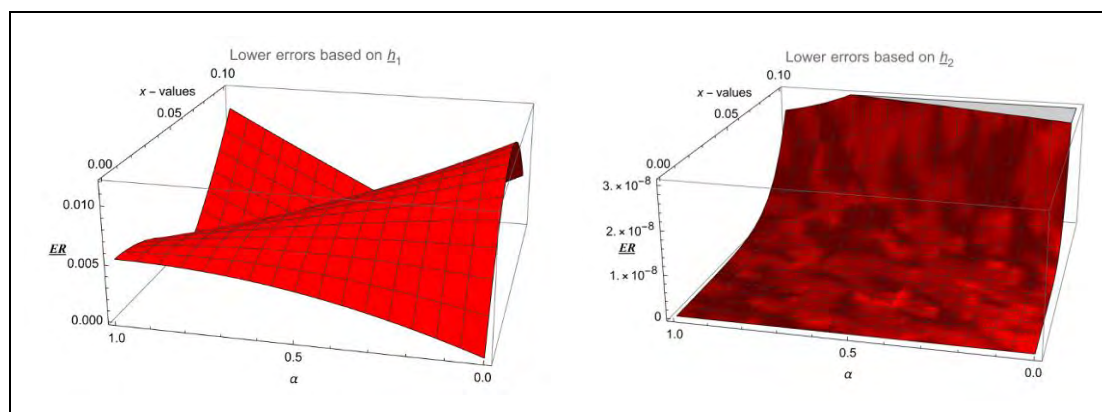 Lower errors based on h₁
0.10
x – values
0.05
0.00
0.010
ER
0.005
0.000
1.0
0.5
0.0
α
Lower errors based on h₂
0.10
x – values
0.05
0.00
3. × 10⁻⁸
2. × 10⁻⁸
ER
1. × 10⁻⁸
0
1.0
0.5
0.0
α